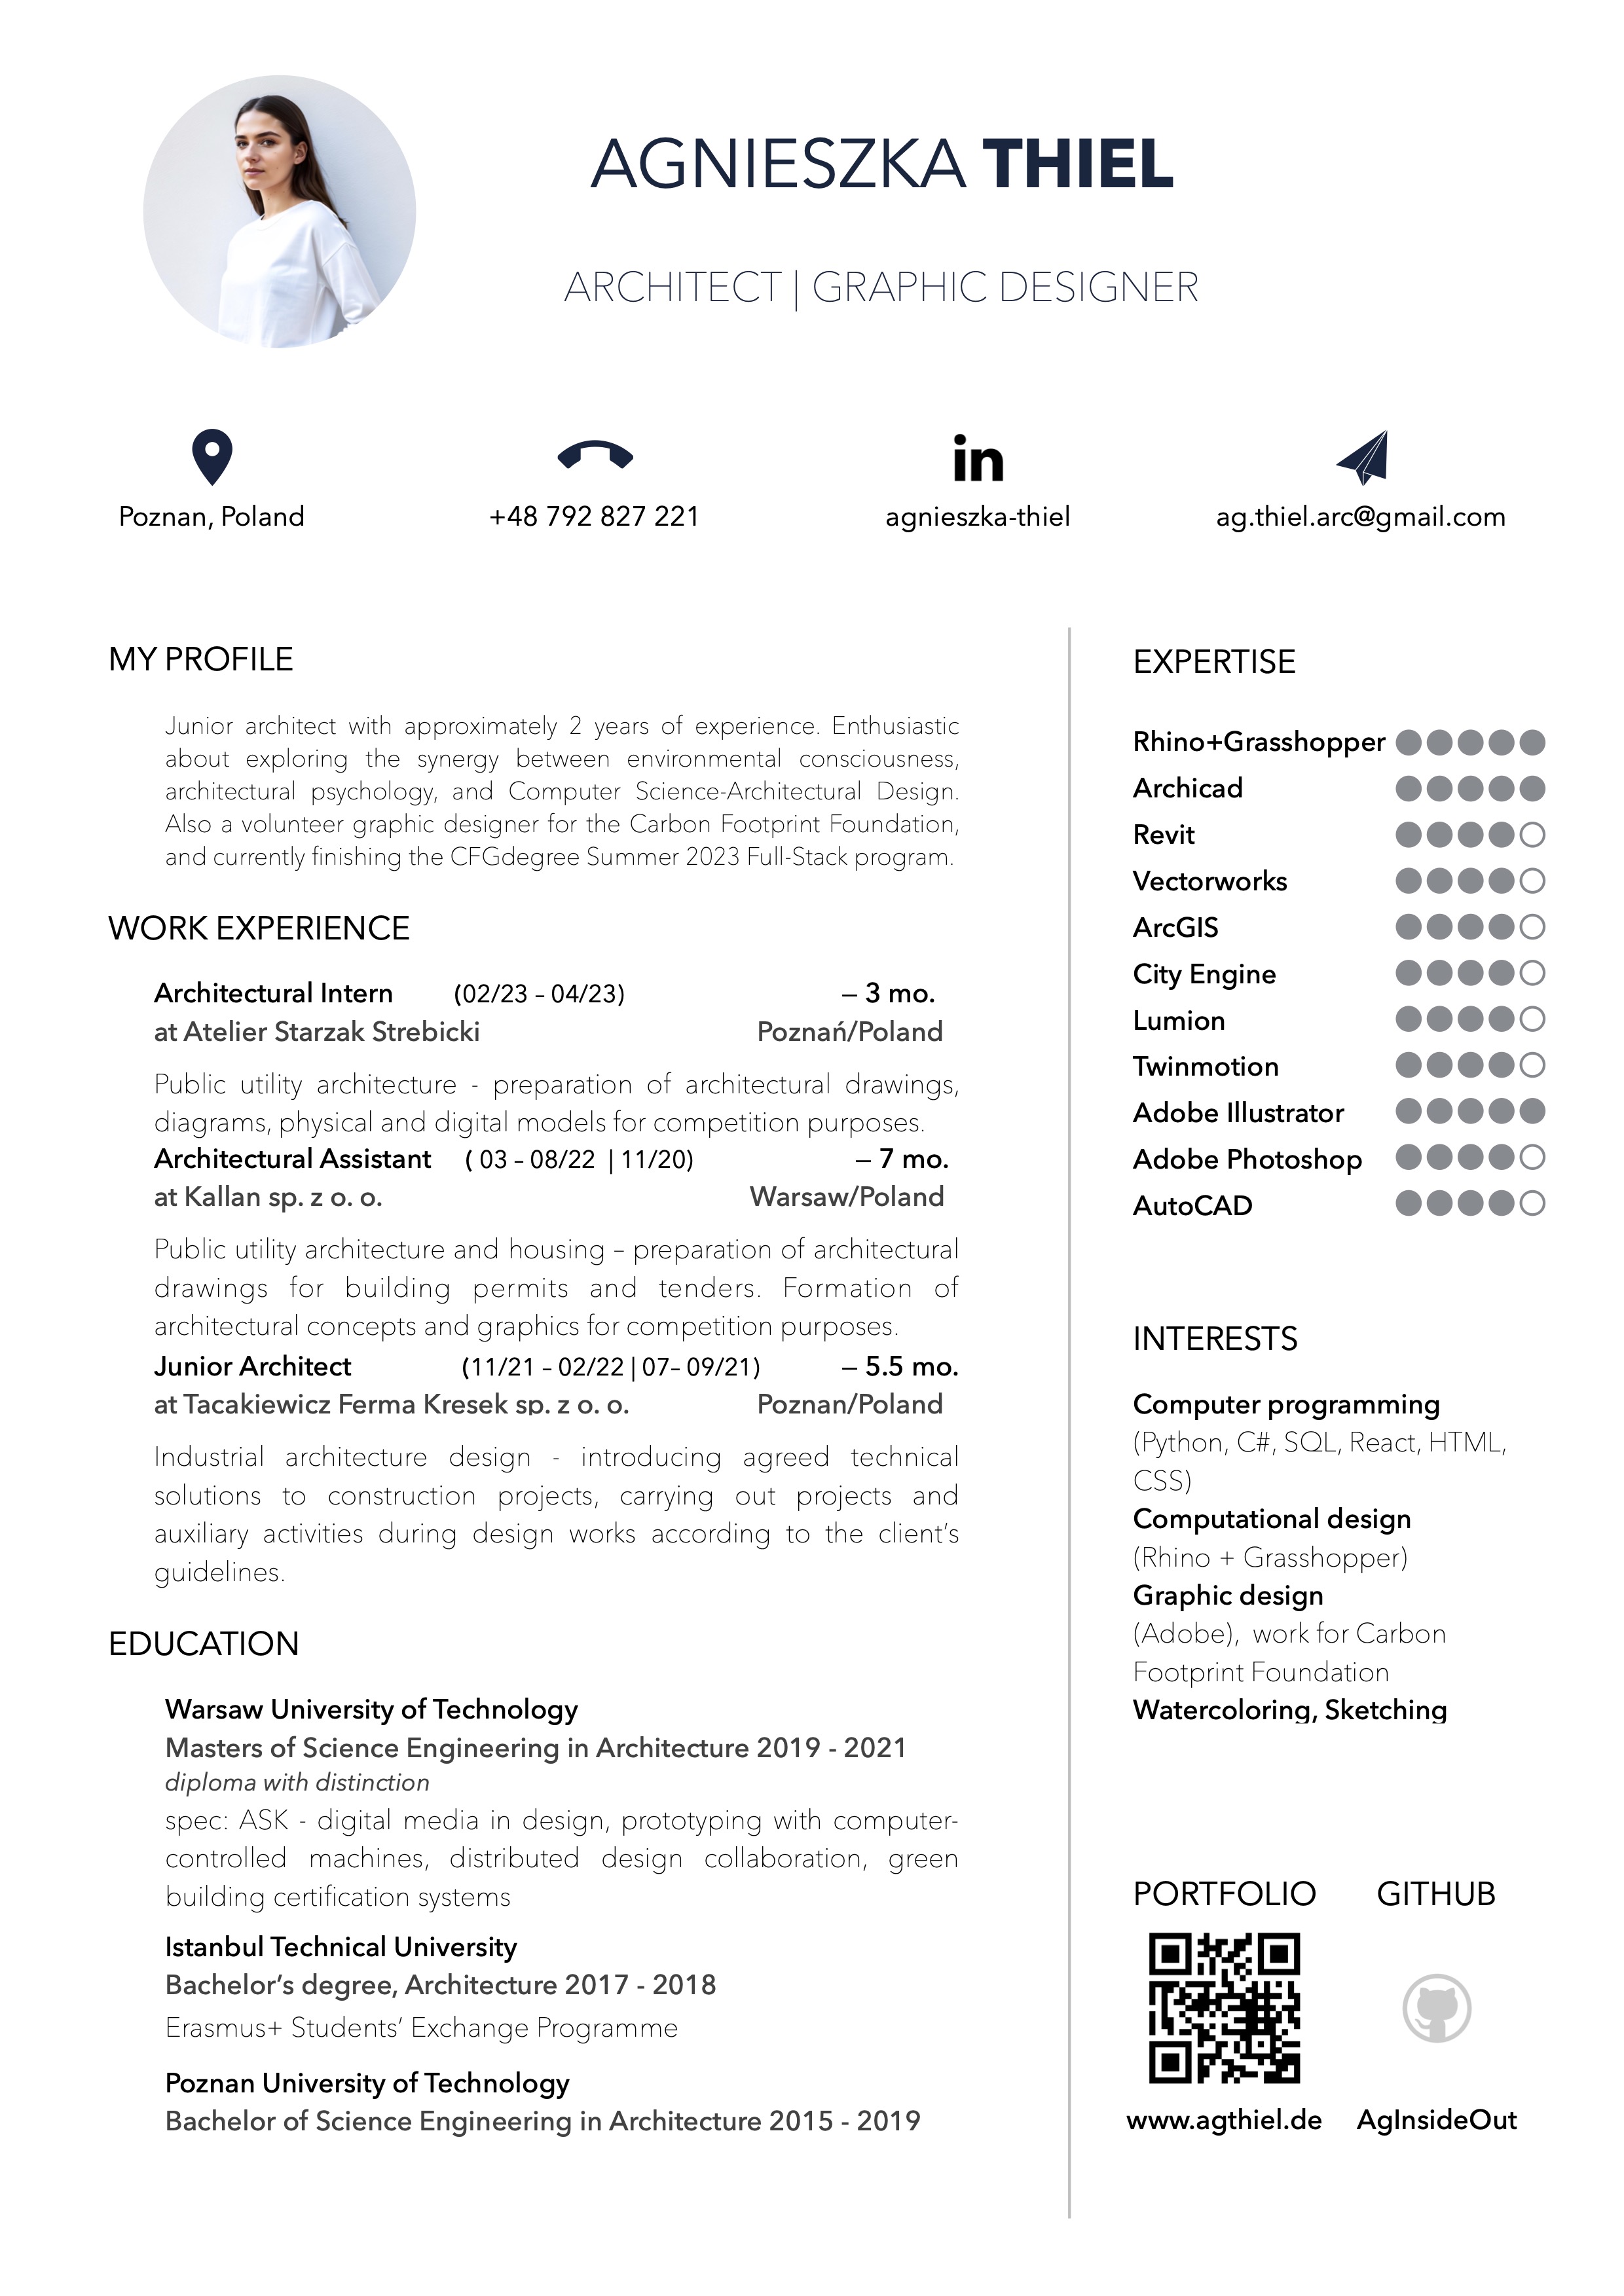 AGNIESZKA THIEL
ARCHITECT | GRAPHIC DESIGNER
Poznan, Poland
+48 792 827 221
in
agnieszka-thiel
ag.thiel.arc@gmail.com
MY PROFILE
Junior architect with approximately 2 years of experience. Enthusiastic
about exploring the synergy between environmental consciousness,
architectural psychology, and Computer Science-Architectural Design.
Also a volunteer graphic designer for the Carbon Footprint Foundation,
and currently finishing the CFGdegree Summer 2023 Full-Stack program.
WORK EXPERIENCE
Architectural Intern (02/23 – 04/23) – 3 mo.
at Atelier Starzak Strebicki Poznań/Poland
Public utility architecture - preparation of architectural drawings,
diagrams, physical and digital models for competition purposes.
Architectural Assistant ( 03 – 08/22 | 11/20) – 7 mo.
at Kallan sp. z o. o. Warsaw/Poland
Public utility architecture and housing – preparation of architectural
drawings for building permits and tenders. Formation of
architectural concepts and graphics for competition purposes.
Junior Architect (11/21 – 02/22 | 07– 09/21) – 5.5 mo.
at Tacakiewicz Ferma Kresek sp. z o. o. Poznan/Poland
Industrial architecture design - introducing agreed technical
solutions to construction projects, carrying out projects and
auxiliary activities during design works according to the client’s
guidelines.
EDUCATION
Warsaw University of Technology
Masters of Science Engineering in Architecture 2019 - 2021
diploma with distinction
spec: ASK - digital media in design, prototyping with computer-
controlled machines, distributed design collaboration, green
building certification systems
Istanbul Technical University
Bachelor’s degree, Architecture 2017 - 2018
Erasmus+ Students’ Exchange Programme
Poznan University of Technology
Bachelor of Science Engineering in Architecture 2015 - 2019
EXPERTISE
Rhino+Grasshopper
Archicad
Revit
Vectorworks
ArcGIS
City Engine
Lumion
Twinmotion
Adobe Illustrator
Adobe Photoshop
AutoCAD
INTERESTS
Computer programming
(Python, C#, SQL, React, HTML,
CSS)
Computational design
(Rhino + Grasshopper)
Graphic design
(Adobe), work for Carbon
Footprint Foundation
Watercoloring, Sketching
PORTFOLIO GITHUB
www.agthiel.de AgInsideOut